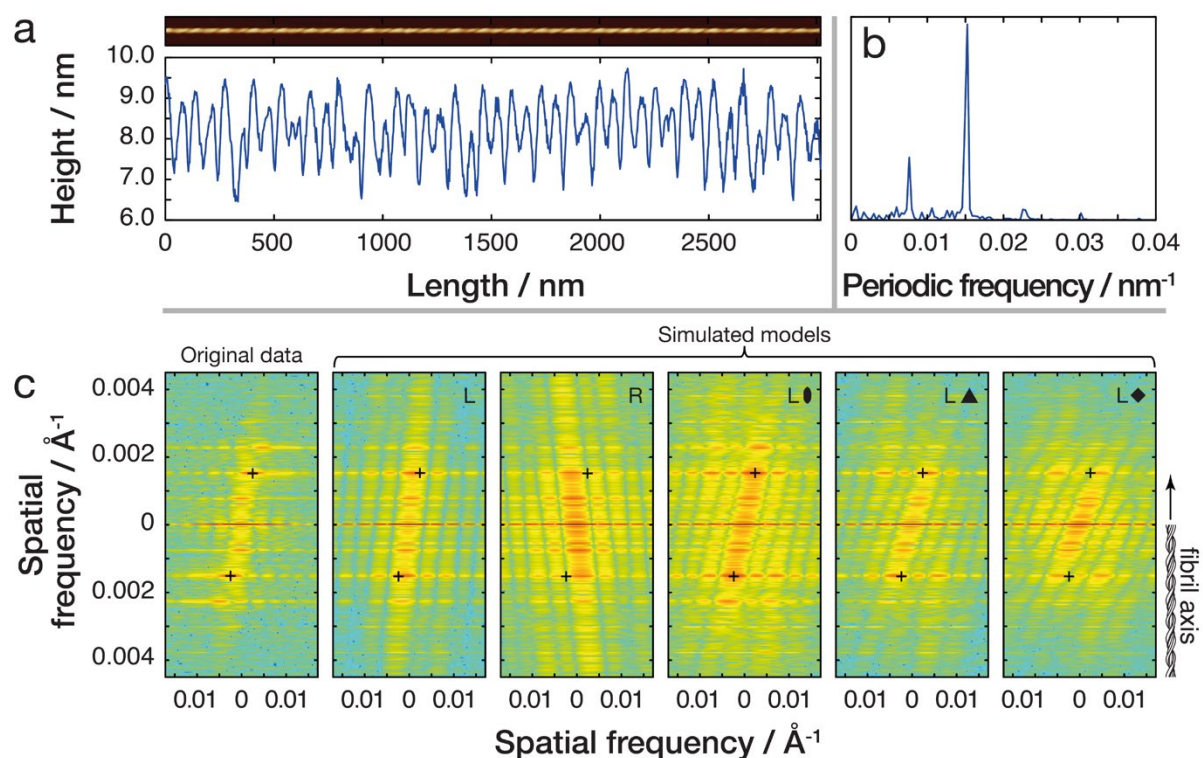 a
Height / nm
10.0
9.0
8.0
7.0
6.0
0 500 1000 1500 2000 2500
Length / nm
b
0 0.01 0.02 0.03 0.04
Periodic frequency / nm-1
Simulated models
Original data
c
Spatial
frequency / Å-1
0.004
0.002
0
0.002
0.004
L
R
L
L
L
0.01 0 0.01
0.01 0 0.01
0.01 0 0.01
0.01 0 0.01
0.01 0 0.01
0.01 0 0.01
Spatial frequency / Å-1
fibril axis